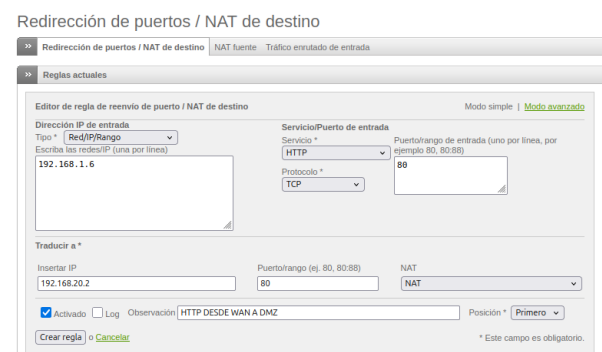 Redirección de puertos / NAT de destino
Redirección de puertos / NAT de destino NAT fuente Tráfico enrutado de entrada
Reglas actuales
Editor de regla de reenvío de puerto / NAT de destino Modo simple | Modo avanzado
Dirección IP de entrada
Tipo * Red/IP/Rango
Escriba las redes/IP (una por línea)
192.168.1.6
Servicio/Puerto de entrada
Servicio *
HTTP
Protocolo *
TCP
Puerto/rango de entrada (uno por línea, por
ejemplo 80, 80:88)
80
Traducir a *
Insertar IP Puerto/rango (ej. 80, 80:88) NAT
192.168.20.2 80 NAT
Activado Log Observación HTTP DESDE WAN A DMZ Posición * Primero
Crear regla o Cancelar * Este campo es obligatorio.